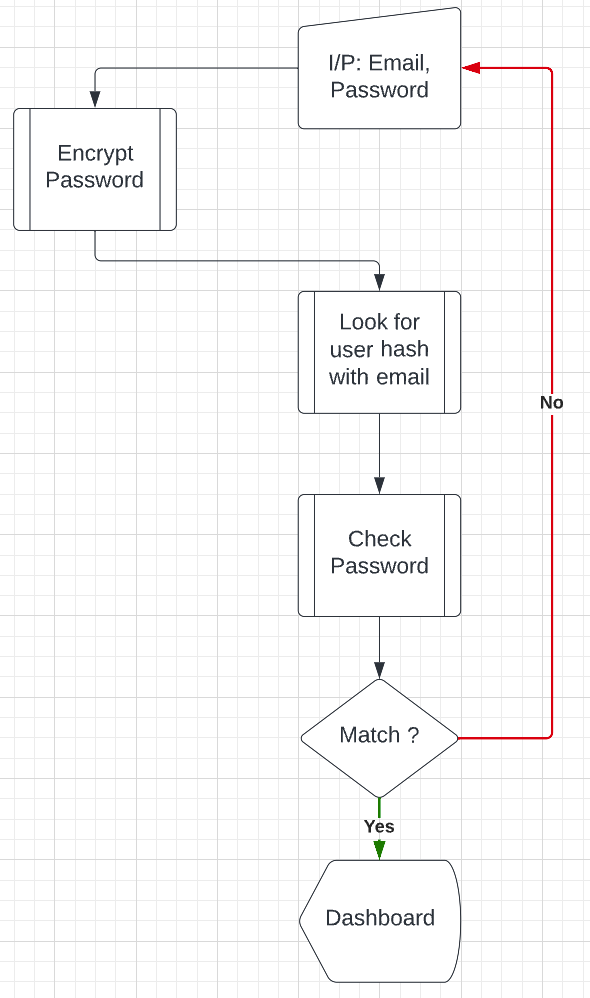 I/P: Email,
Password
Encrypt
Password
Look for
user hash
with email
No
Check
Password
Match ?
Yes
Dashboard